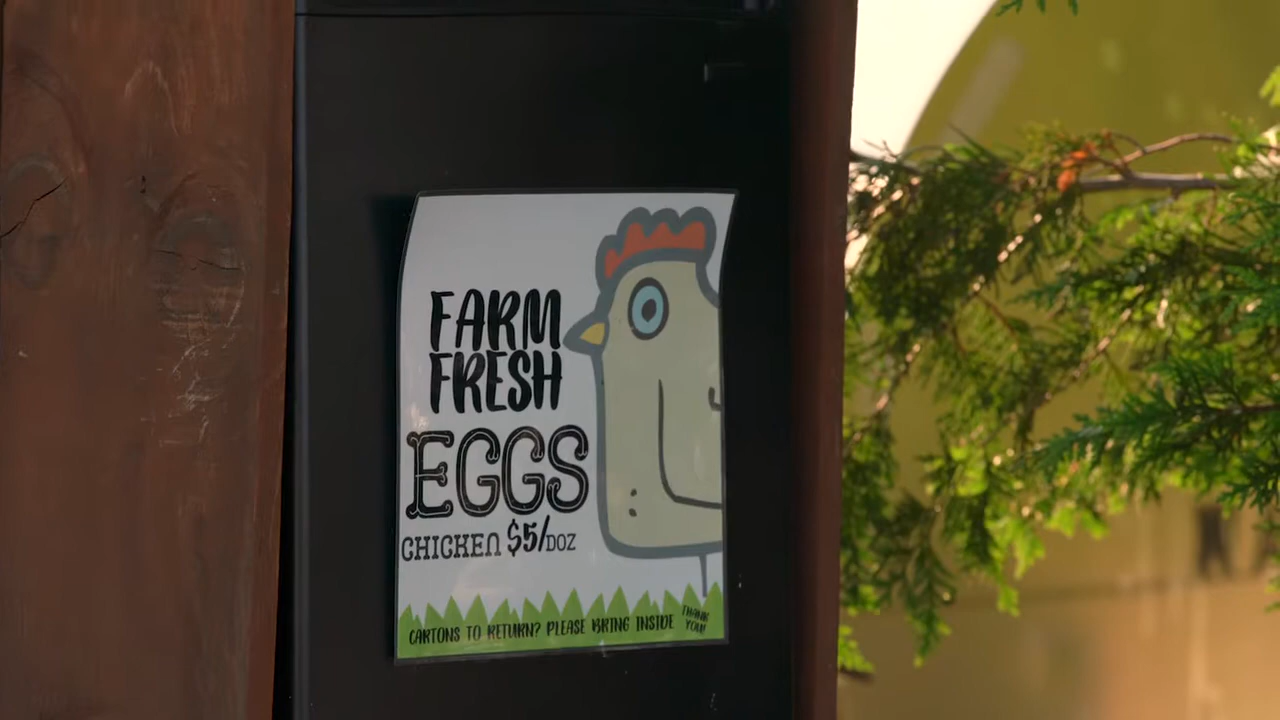 FARM
FRESH
EGGS
CHICKEN $5/DOZ
CARTONS TO RETURN? PLEASE BRING INSIDE
THANK
YOU!